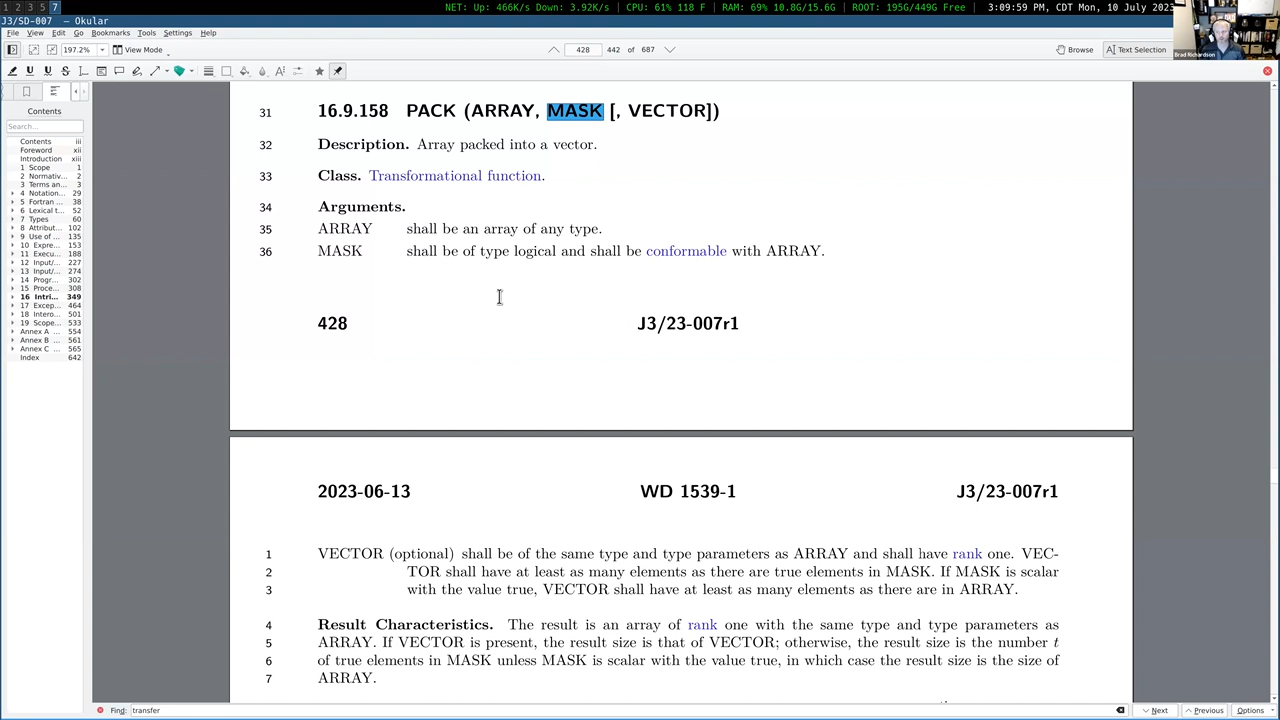 1 2 3 5 7
NET: Up: 466K/s Down: 3.92K/s | CPU: 61% 118 F | RAM: 69% 10.8G/15.6G | ROOT: 195G/449G Free | 3:09:59 PM, CDT Mon, 10 July 2023
J3/SD-007 — Okular
File View Edit Go Bookmarks Tools Settings Help
197.2% View Mode 428 442 of 687 Browse Text Selection
Brad Richardson
Contents
Search...
Contents iii
Foreword xii
Introduction xiii
1 Scope 1
2 Normativ... 2
3 Terms an... 3
4 Notation... 29
5 Fortran ... 38
6 Lexical t... 52
7 Types 60
8 Attribut... 102
9 Use of ... 135
10 Expre... 153
11 Execu... 188
12 Input/... 227
13 Input/... 274
14 Progr... 302
15 Proce... 308
16 Intri... 349
17 Excep... 464
18 Intero... 501
19 Scope... 533
Annex A ... 554
Annex B ... 561
Annex C ... 565
Index 642
31 16.9.158 PACK (ARRAY, MASK [, VECTOR])
32 Description. Array packed into a vector.
33 Class. Transformational function.
34 Arguments.
35 ARRAY shall be an array of any type.
36 MASK shall be of type logical and shall be conformable with ARRAY.
428 J3/23-007r1
2023-06-13 WD 1539-1 J3/23-007r1
1 VECTOR (optional) shall be of the same type and type parameters as ARRAY and shall have rank one. VEC-
2 TOR shall have at least as many elements as there are true elements in MASK. If MASK is scalar
3 with the value true, VECTOR shall have at least as many elements as there are in ARRAY.
4 Result Characteristics. The result is an array of rank one with the same type and type parameters as
5 ARRAY. If VECTOR is present, the result size is that of VECTOR; otherwise, the result size is the number t
6 of true elements in MASK unless MASK is scalar with the value true, in which case the result size is the size of
7 ARRAY.
Find: transfer Next Previous Options